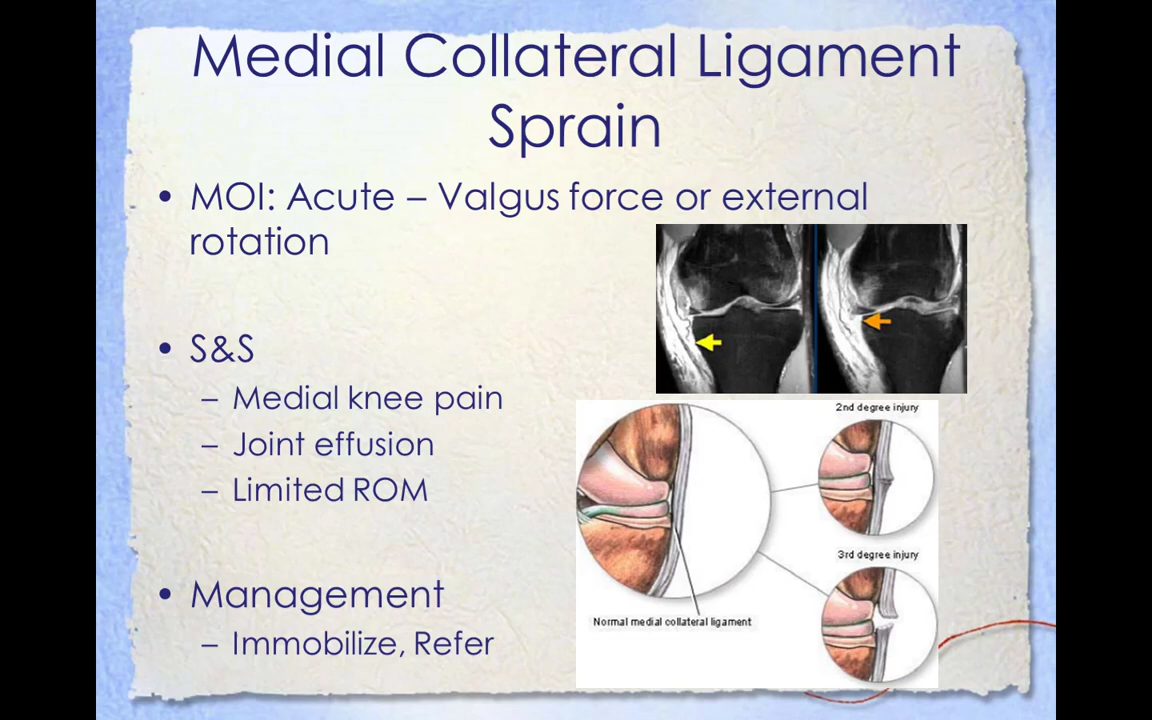 Medial Collateral Ligament
Sprain
• MOI: Acute – Valgus force or external
rotation
• S&S
– Medial knee pain
– Joint effusion
– Limited ROM
• Management
– Immobilize, Refer
2nd degree injury
3rd degree injury
Normal medial collateral ligament